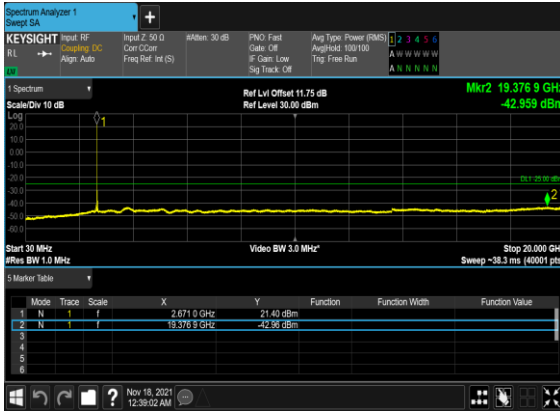 Spectrum Analyzer 1
Swept SA
+
KEYSIGHT Input: RF Input Z: 50 Ω #Atten: 30 dB PNO: Fast Avg Type: Power (RMS) 1 2 3 4 5 6
RL Coupling: DC Corr CCorr Gate: Off Avg|Hold: 100/100 A W W W W W
Align: Auto Freq Ref: Int (S) IF Gain: Low Trig: Free Run
Sig Track: Off A N N N N N
1 Spectrum
Ref Lvl Offset 11.75 dB Mkr2 19.376 9 GHz
Scale/Div 10 dB Ref Level 30.00 dBm -42.959 dBm
Log
20.0
10.0
0.00
-10.0
-20.0
-30.0
-40.0
-50.0
-60.0
1
DL1 -25.00 dBm
2
Start 30 MHz Video BW 3.0 MHz* Stop 20.000 GH
#Res BW 1.0 MHz Sweep ~38.3 ms (40001 pts
5 Marker Table
Mode Trace Scale X Y Function Function Width Function Value
1 N 1 f 2.671 0 GHz 21.40 dBm
2 N 1 f 19.376 9 GHz -42.96 dBm
3
4
5
6
? Nov 18, 2021
12:39:02 AM